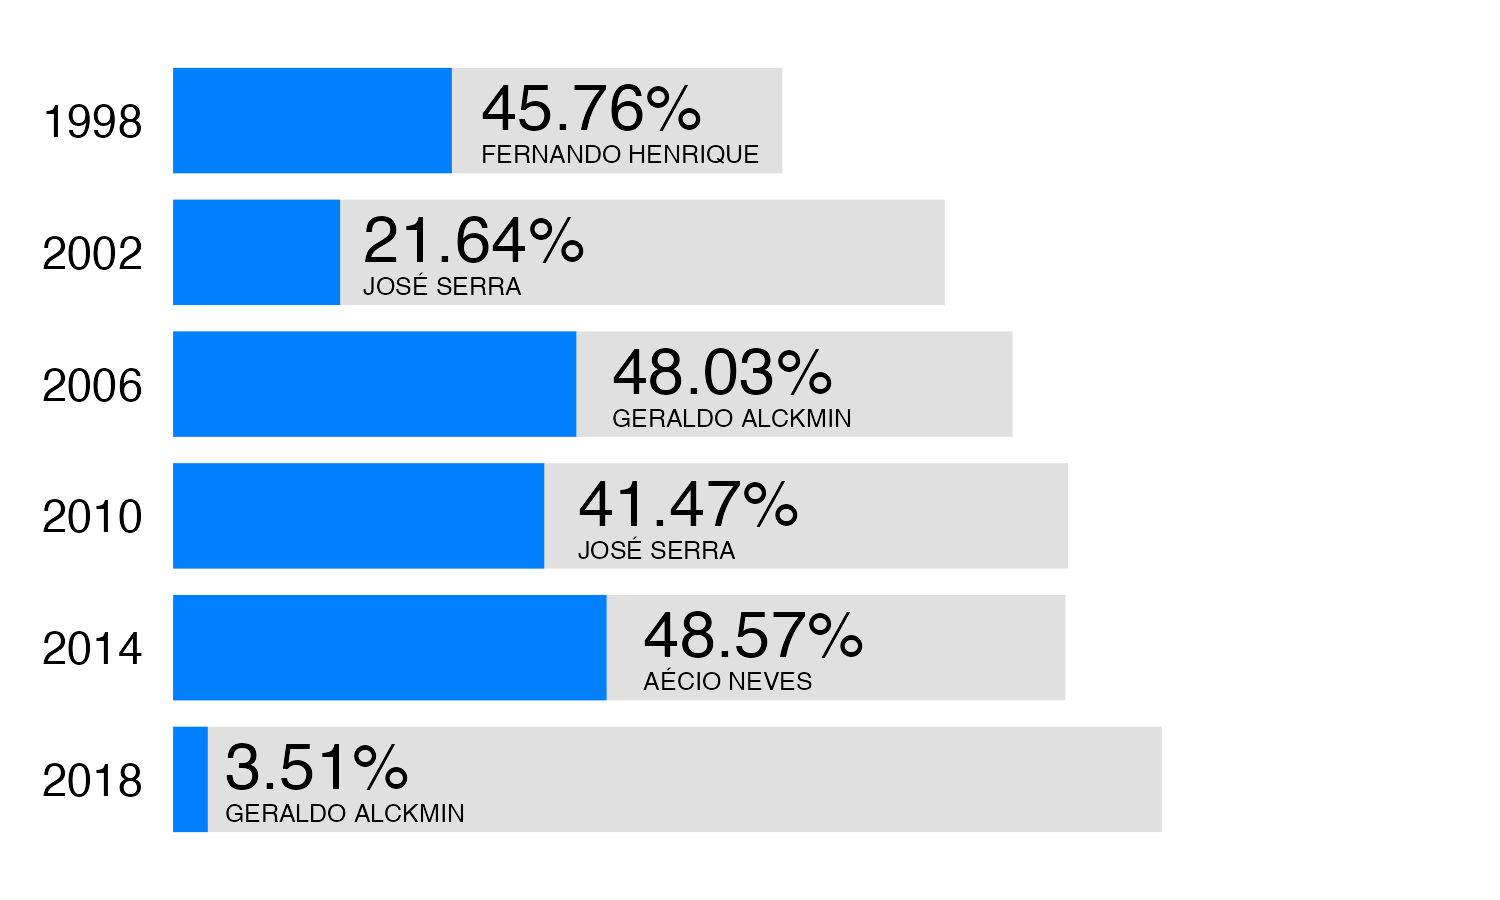 1998
45.76%
FERNANDO HENRIQUE
2002
21.64%
JOSÉ SERRA
2006
48.03%
GERALDO ALCKMIN
2010
41.47%
JOSÉ SERRA
2014
48.57%
AÉCIO NEVES
2018
3.51%
GERALDO ALCKMIN